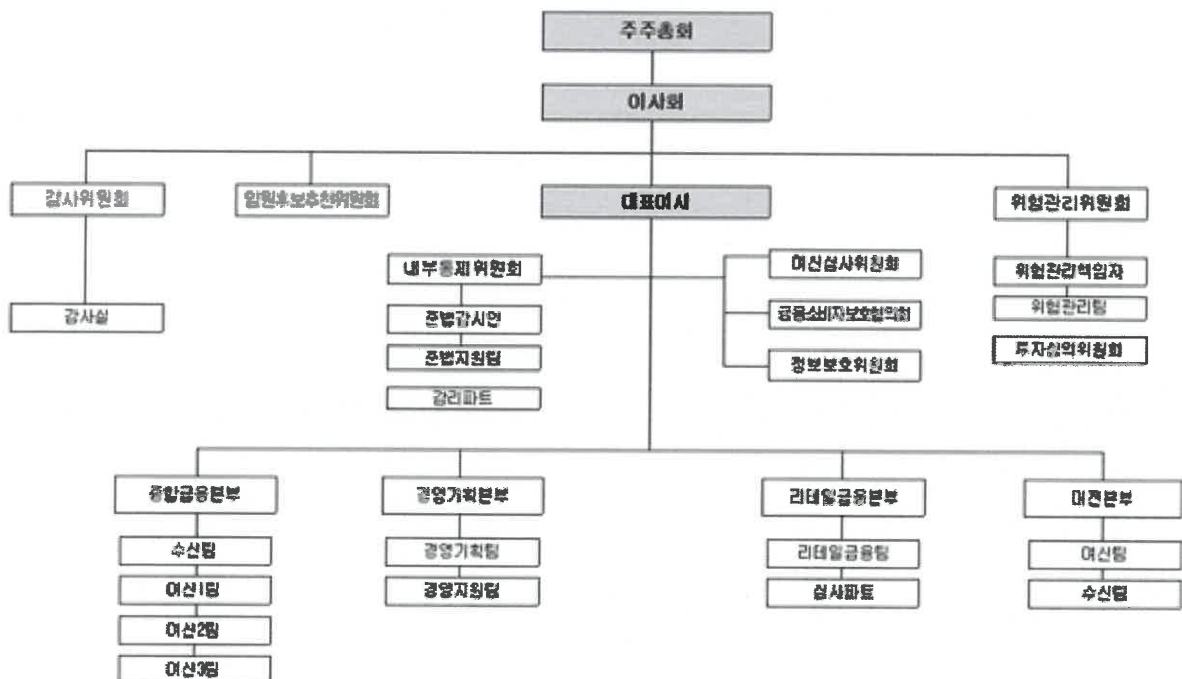 주주총회
이사회
감사위원회
임원후보추천위원회
대표이사
위험관리위원회
내부통제위원회
여신심사위원회
위험관리책임자
감사실
준법감시인
금융소비자보호협의회
위험관리팀
준법지원팀
정보보호위원회
투자심의위원회
감리파트
종합금융본부
경영기획본부
리테일금융본부
대전본부
수신팀
경영기획팀
리테일금융팀
여신팀
여신1팀
경영지원팀
심사파트
수신팀
여신2팀
여신3팀